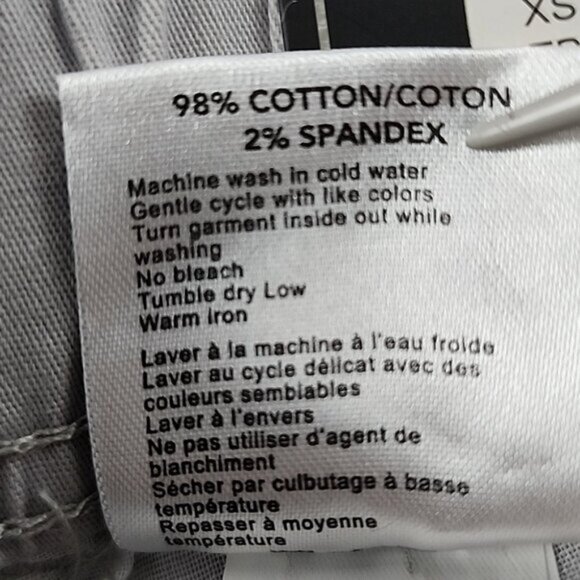 XS
98% COTTON/COTON
2% SPANDEX
Machine wash in cold water
Gentle cycle with like colors
Turn garment inside out while
washing
No bleach
Tumble dry Low
Warm iron
Laver à la machine à l'eau froide
Laver au cycle délicat avec des
couleurs semblables
Laver à l'envers
Ne pas utiliser d'agent de
blanchiment
Sécher par culbutage à basse
température
Repasser à moyenne
température